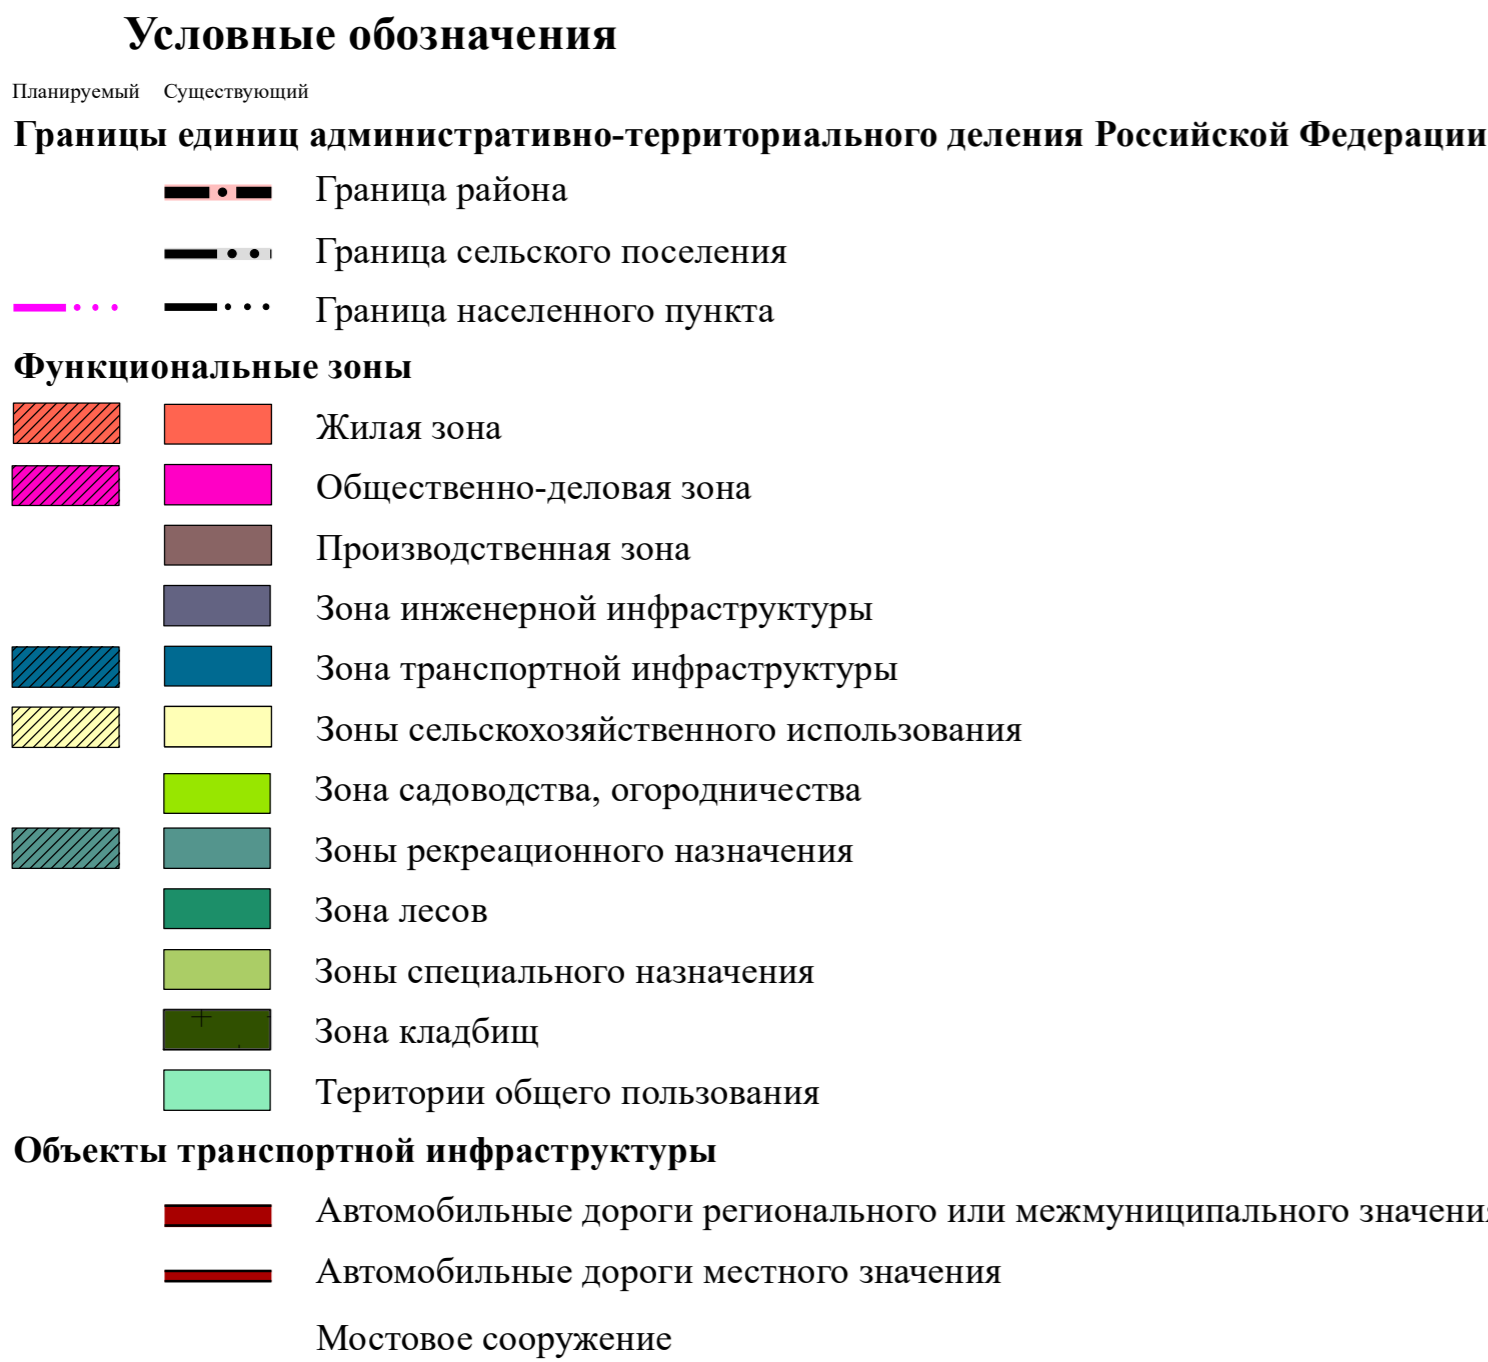 Условные обозначения
Планируемый Существующий
Границы единиц административно-территориального деления Российской Федерации
Граница района
Граница сельского поселения
Граница населенного пункта
Функциональные зоны
Жилая зона
Общественно-деловая зона
Производственная зона
Зона инженерной инфраструктуры
Зона транспортной инфраструктуры
Зоны сельскохозяйственного использования
Зона садоводства, огородничества
Зоны рекреационного назначения
Зона лесов
Зоны специального назначения
Зона кладбищ
Територии общего пользования
Объекты транспортной инфраструктуры
Автомобильные дороги регионального или межмуниципального значения
Автомобильные дороги местного значения
Мостовое сооружение